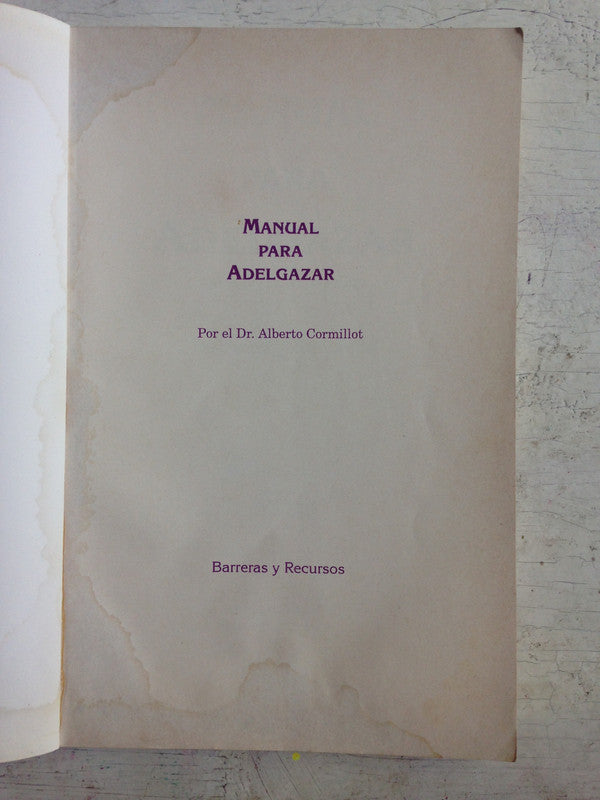 MANUAL
PARA
ADELGAZAR
Por el Dr. Alberto Cormillot
Barreras y Recursos